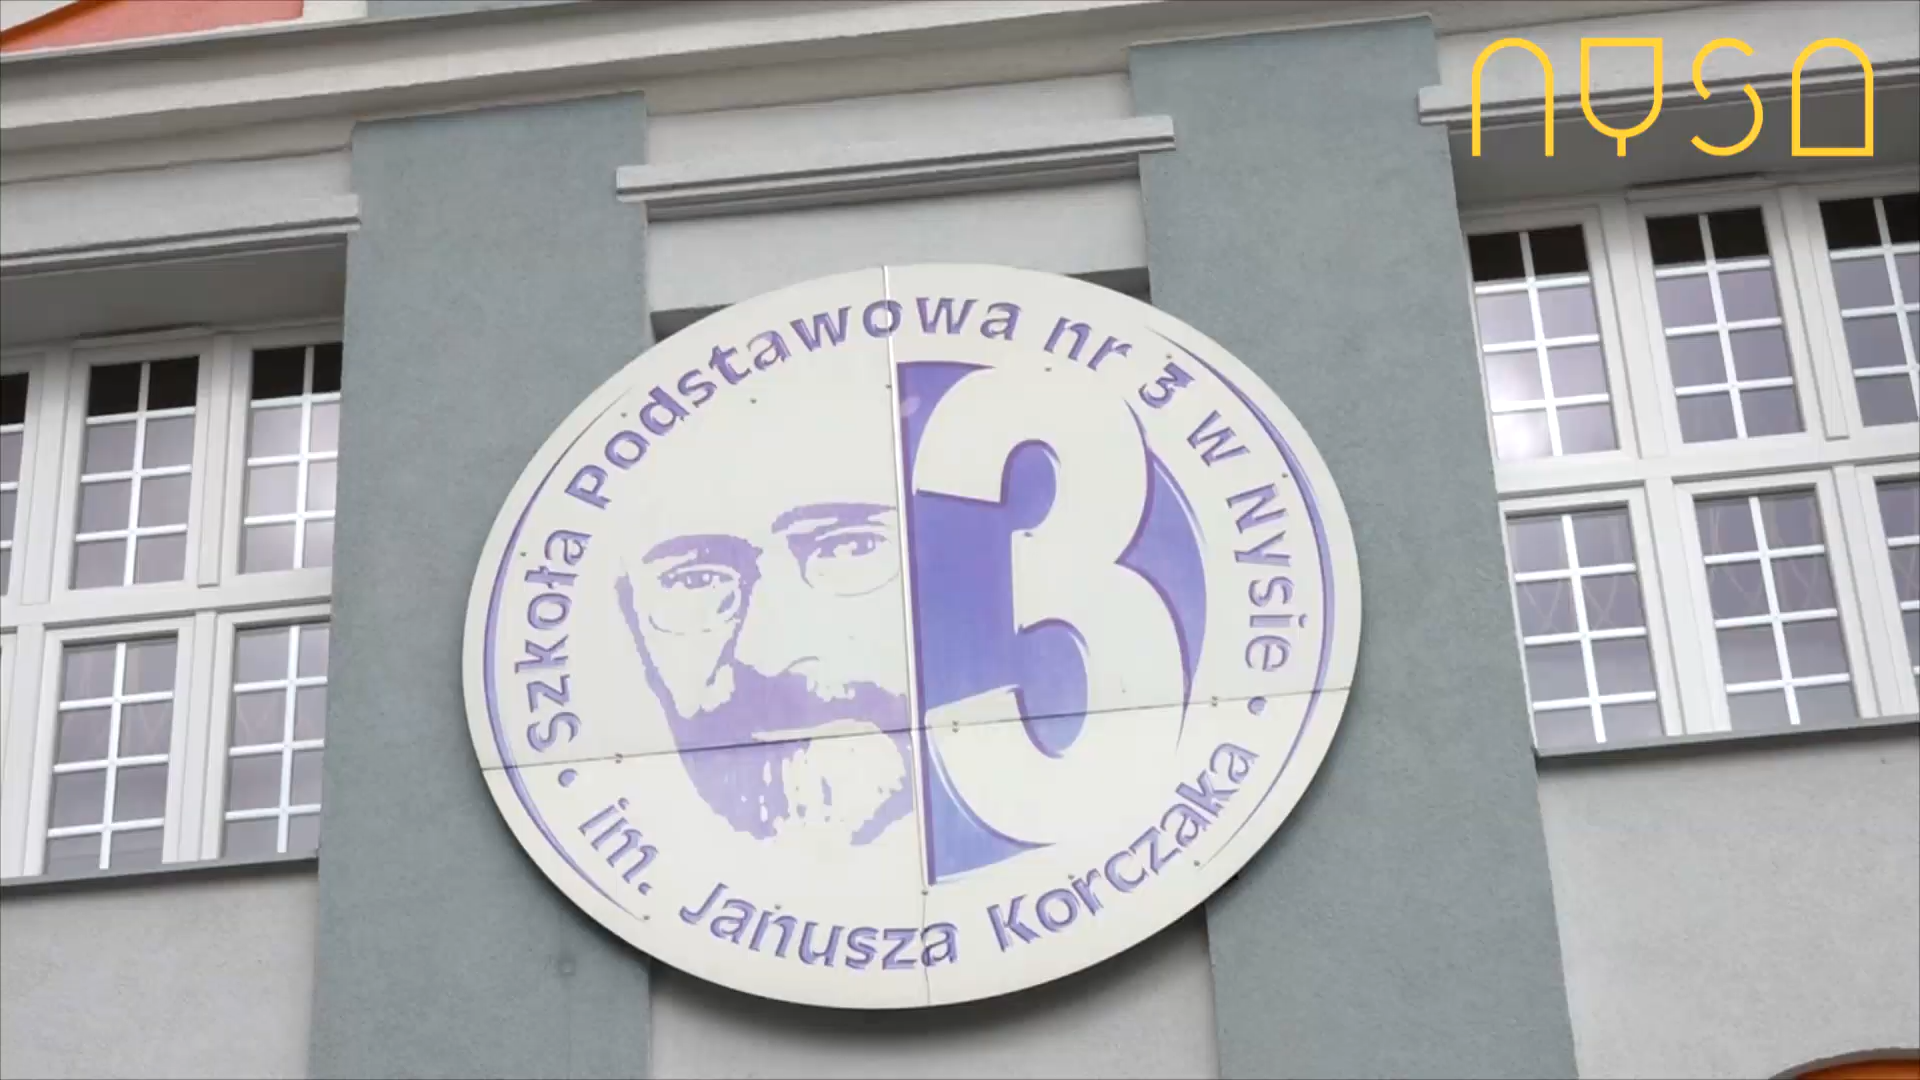 NYSA
• Szkoła Podstawowa nr 3 w Nysie •
3
im. Janusza Korczaka